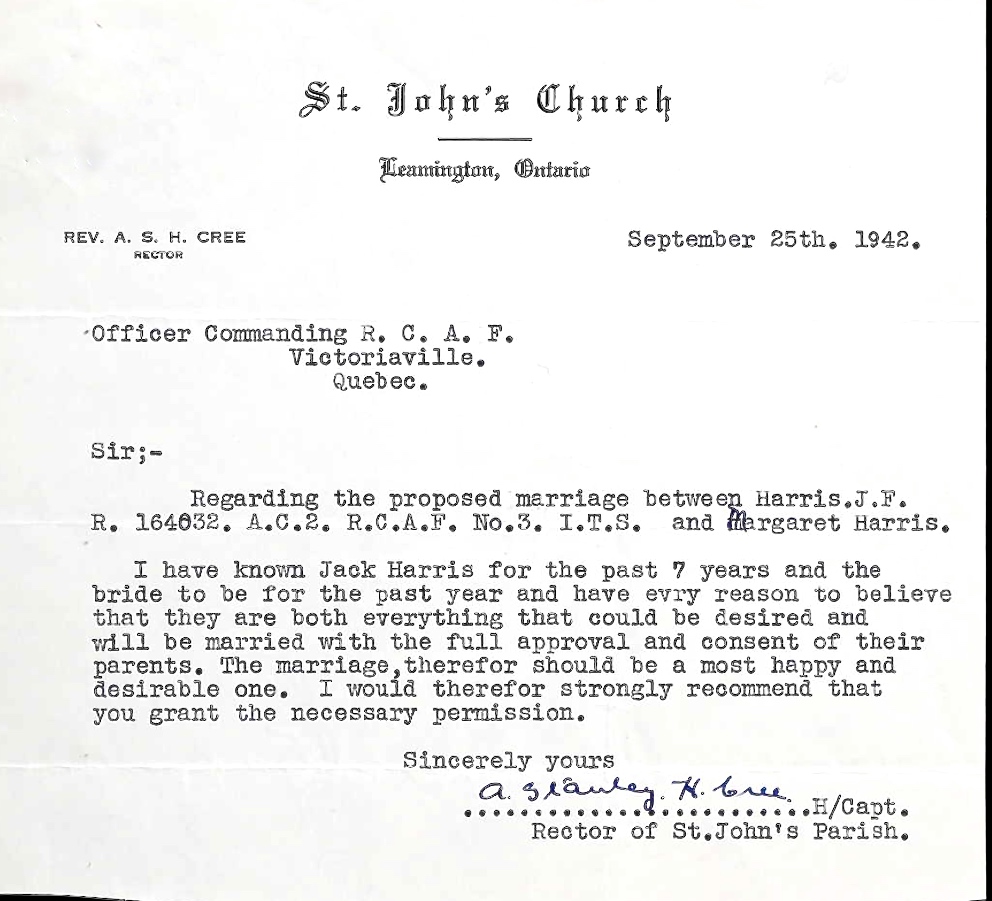 St. John's Church
Leamington, Ontario
REV. A. S. H. CREE
RECTOR
September 25th. 1942.
Officer Commanding R. C. A. F.
Victoriaville.
Quebec.
Sir;-
Regarding the proposed marriage between Harris.J.F.
R. 164032. A.C.2. R.C.A.F. No.3. I.T.S. and Margaret Harris.
I have known Jack Harris for the past 7 years and the
bride to be for the past year and have evry reason to believe
that they are both everything that could be desired and
will be married with the full approval and consent of their
parents. The marriage,therefor should be a most happy and
desirable one. I would therefor strongly recommend that
you grant the necessary permission.
Sincerely yours
A. Stanley. H. Cree.
...........................H/Capt.
Rector of St.John's Parish.